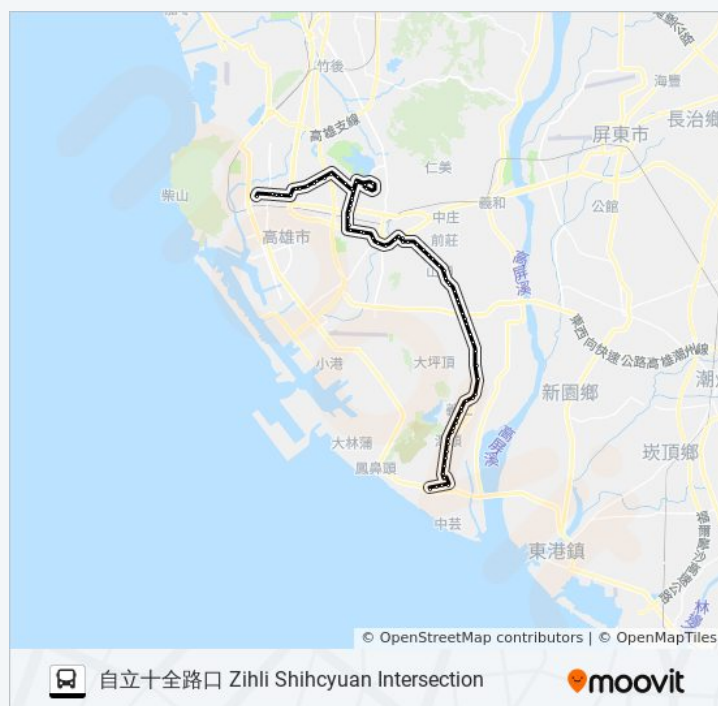 竹後
海豐
長治鄉
高雄支線
屏東市
仁美
柴山
義和
公館
中庄
高雄市
前莊
高屏溪
東西向快速公路高雄潮州線
小港
大坪頂
新園鄉
高屏溪
崁頂鄉
大林蒲
鳳鼻頭
中芸
東港鎮
© OpenStreetMap contributors | © OpenMapTiles
自立十全路口 Zihli Shihcyuan Intersection
moovit